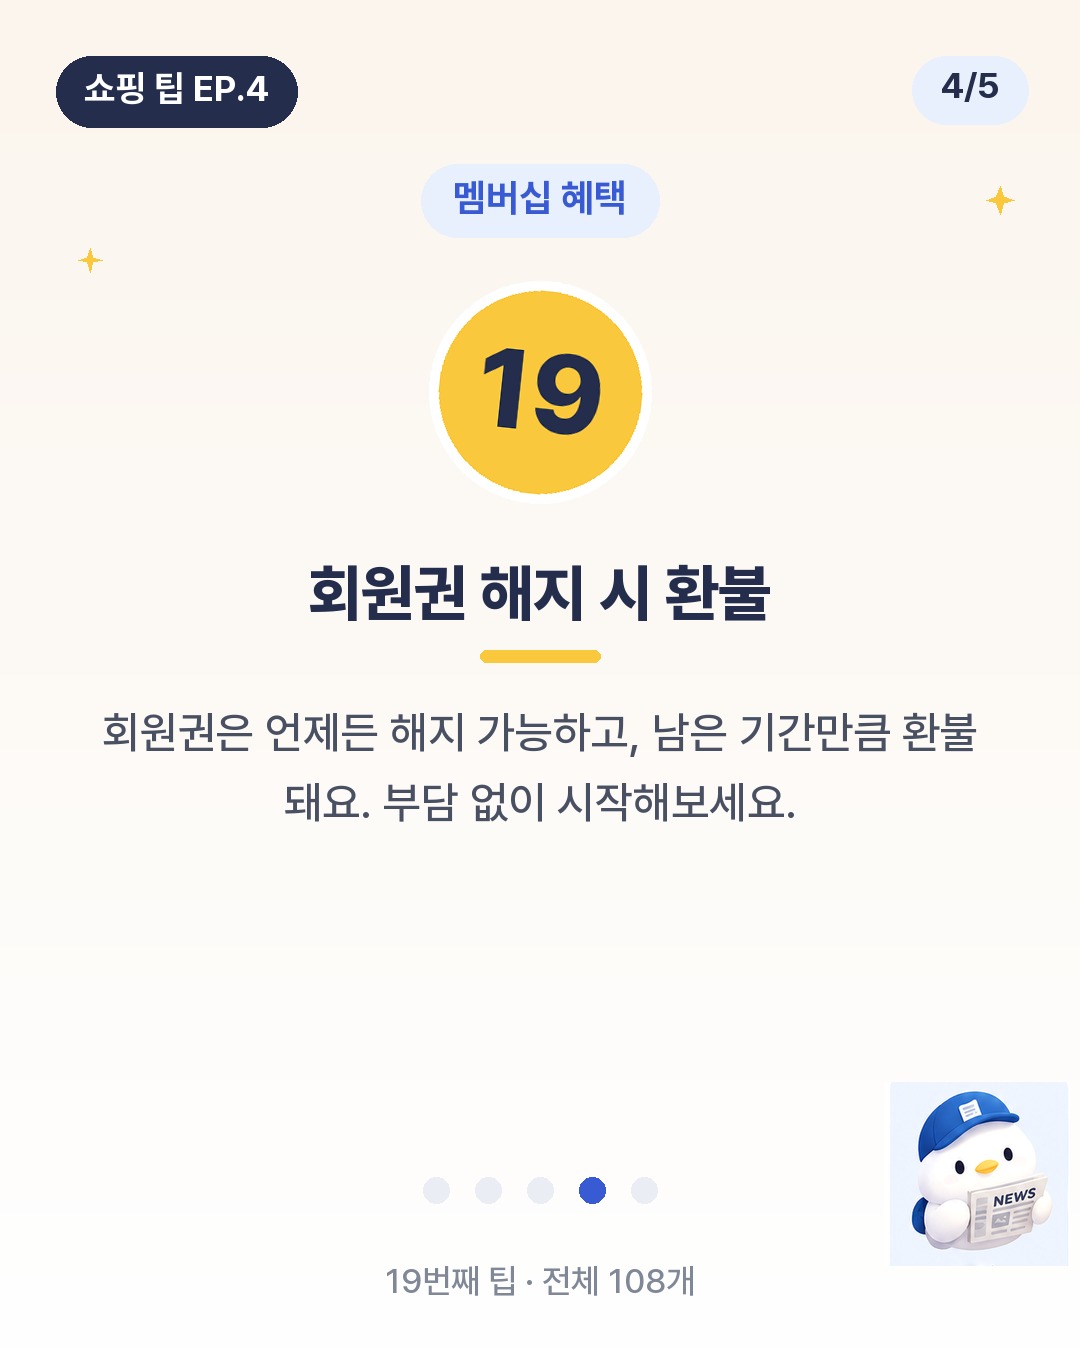 쇼핑 팁 EP.4
4/5
멤버십 혜택
19
회원권 해지 시 환불
회원권은 언제든 해지 가능하고, 남은 기간만큼 환불
돼요. 부담 없이 시작해보세요.
NEWS
19번째 팁 · 전체 108개